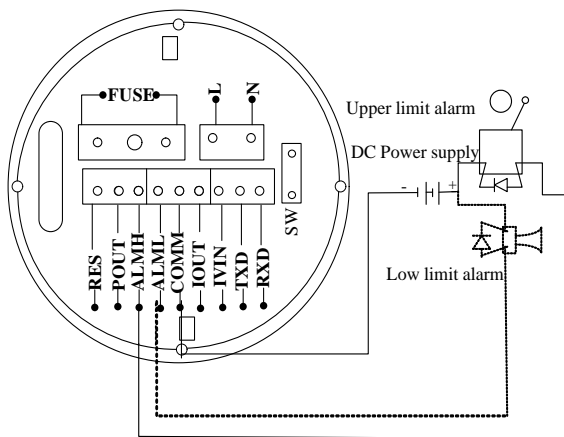 FUSE
L
N
Upper limit alarm
DC Power supply
- +
SW
RES
POUT
ALMH
ALML
COMM
IOUT
IVIN
TXD
RXD
Low limit alarm